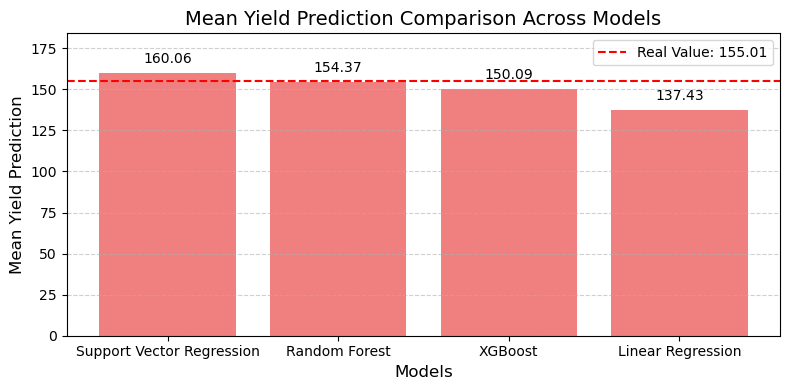 Mean Yield Prediction Comparison Across Models
Real Value: 155.01
Mean Yield Prediction
175
150
125
100
75
50
25
0
160.06
154.37
150.09
137.43
Support Vector Regression
Random Forest
XGBoost
Linear Regression
Models